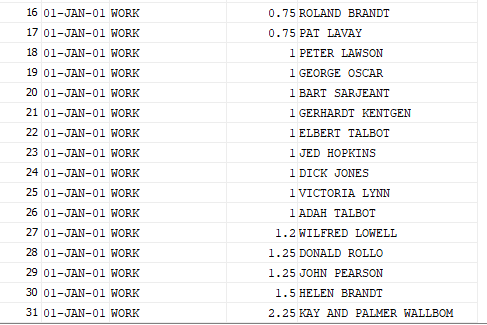 16 01-JAN-01 WORK 0.75 ROLAND BRANDT
17 01-JAN-01 WORK 0.75 PAT LAVAY
18 01-JAN-01 WORK 1 PETER LAWSON
19 01-JAN-01 WORK 1 GEORGE OSCAR
20 01-JAN-01 WORK 1 BART SARJEANT
21 01-JAN-01 WORK 1 GERHARDT KENTGEN
22 01-JAN-01 WORK 1 ELBERT TALBOT
23 01-JAN-01 WORK 1 JED HOPKINS
24 01-JAN-01 WORK 1 DICK JONES
25 01-JAN-01 WORK 1 VICTORIA LYNN
26 01-JAN-01 WORK 1 ADAH TALBOT
27 01-JAN-01 WORK 1.2 WILFRED LOWELL
28 01-JAN-01 WORK 1.25 DONALD ROLLO
29 01-JAN-01 WORK 1.25 JOHN PEARSON
30 01-JAN-01 WORK 1.5 HELEN BRANDT
31 01-JAN-01 WORK 2.25 KAY AND PALMER WALLBOM